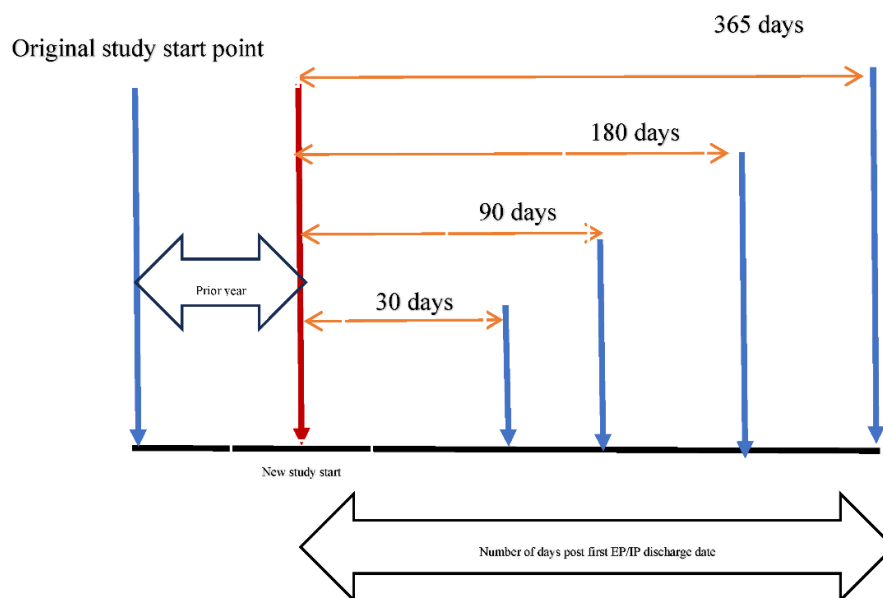 365 days
Original study start point
180 days
90 days
Prior year
30 days
New study start
Number of days post first EP/IP discharge date